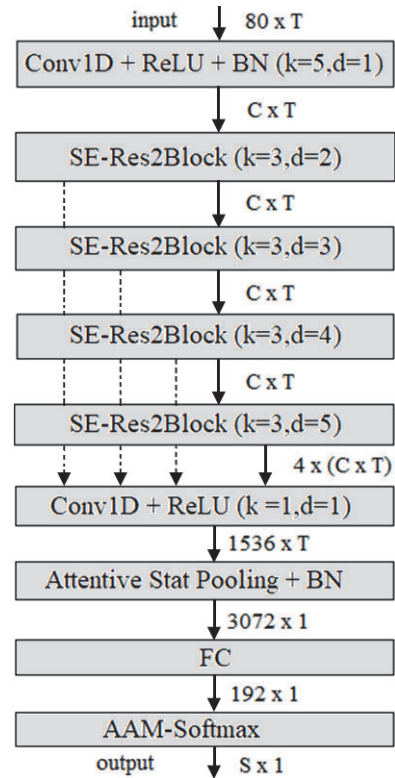 input 80 x T
Conv1D + ReLU + BN (k=5,d=1)
C x T
SE-Res2Block (k=3,d=2)
C x T
SE-Res2Block (k=3,d=3)
C x T
SE-Res2Block (k=3,d=4)
C x T
SE-Res2Block (k=3,d=5)
4 x (C x T)
Conv1D + ReLU (k =1,d=1)
1536 x T
Attentive Stat Pooling + BN
3072 x 1
FC
192 x 1
AAM-Softmax
output S x 1